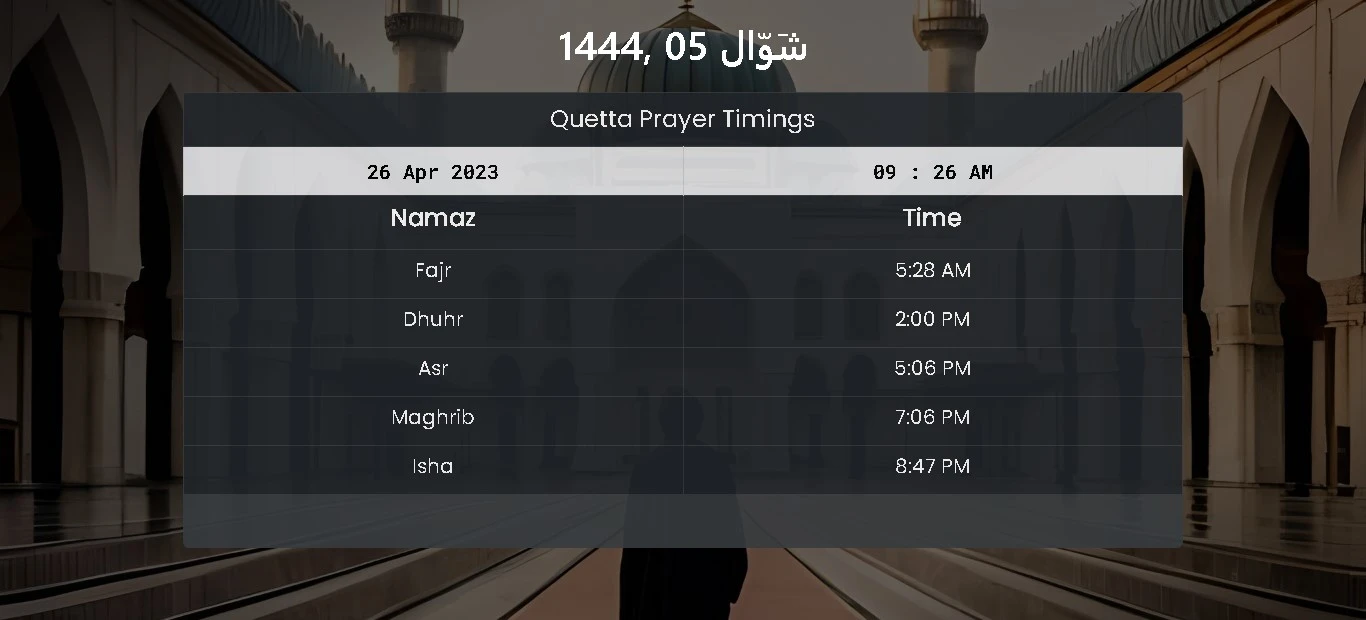 شَوّال 05 ,1444
Quetta Prayer Timings
26 Apr 2023 09 : 26 AM
Namaz Time
Fajr 5:28 AM
Dhuhr 2:00 PM
Asr 5:06 PM
Maghrib 7:06 PM
Isha 8:47 PM